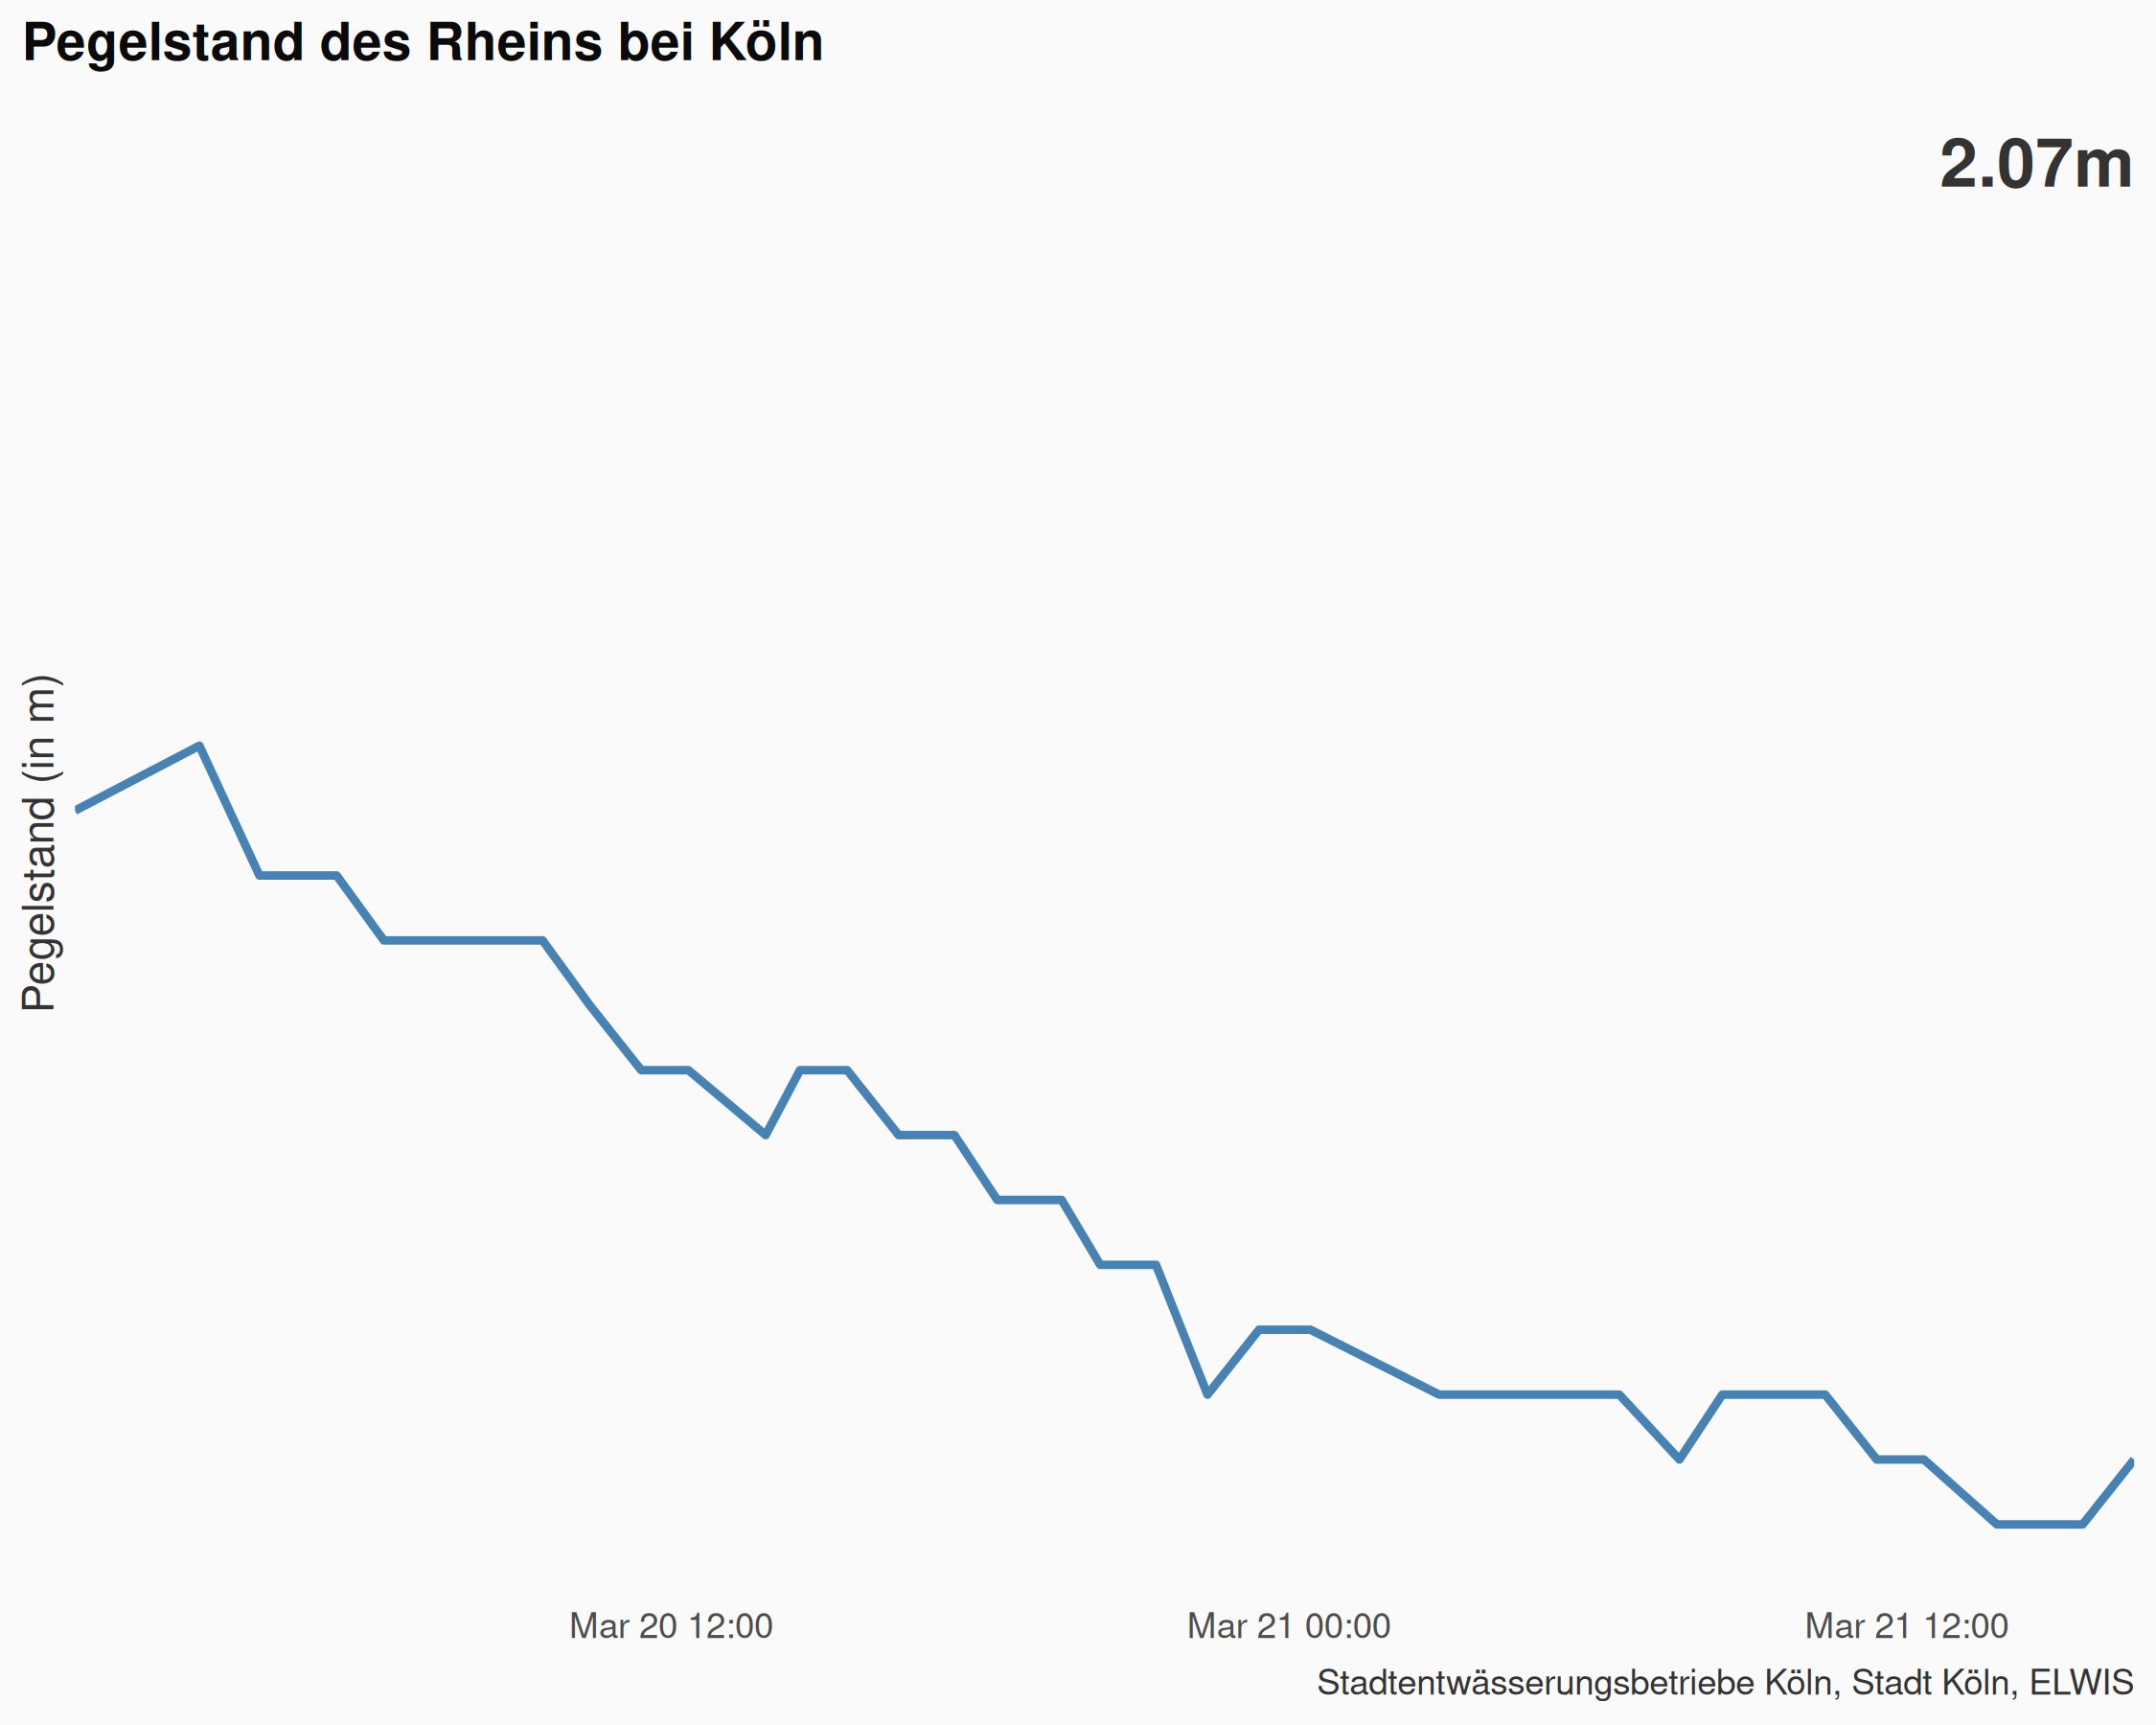 Pegelstand des Rheins bei Köln
2.07m
Pegelstand (in m)
Mar 20 12:00
Mar 21 00:00
Mar 21 12:00
Stadtentwässerungsbetriebe Köln, Stadt Köln, ELWIS